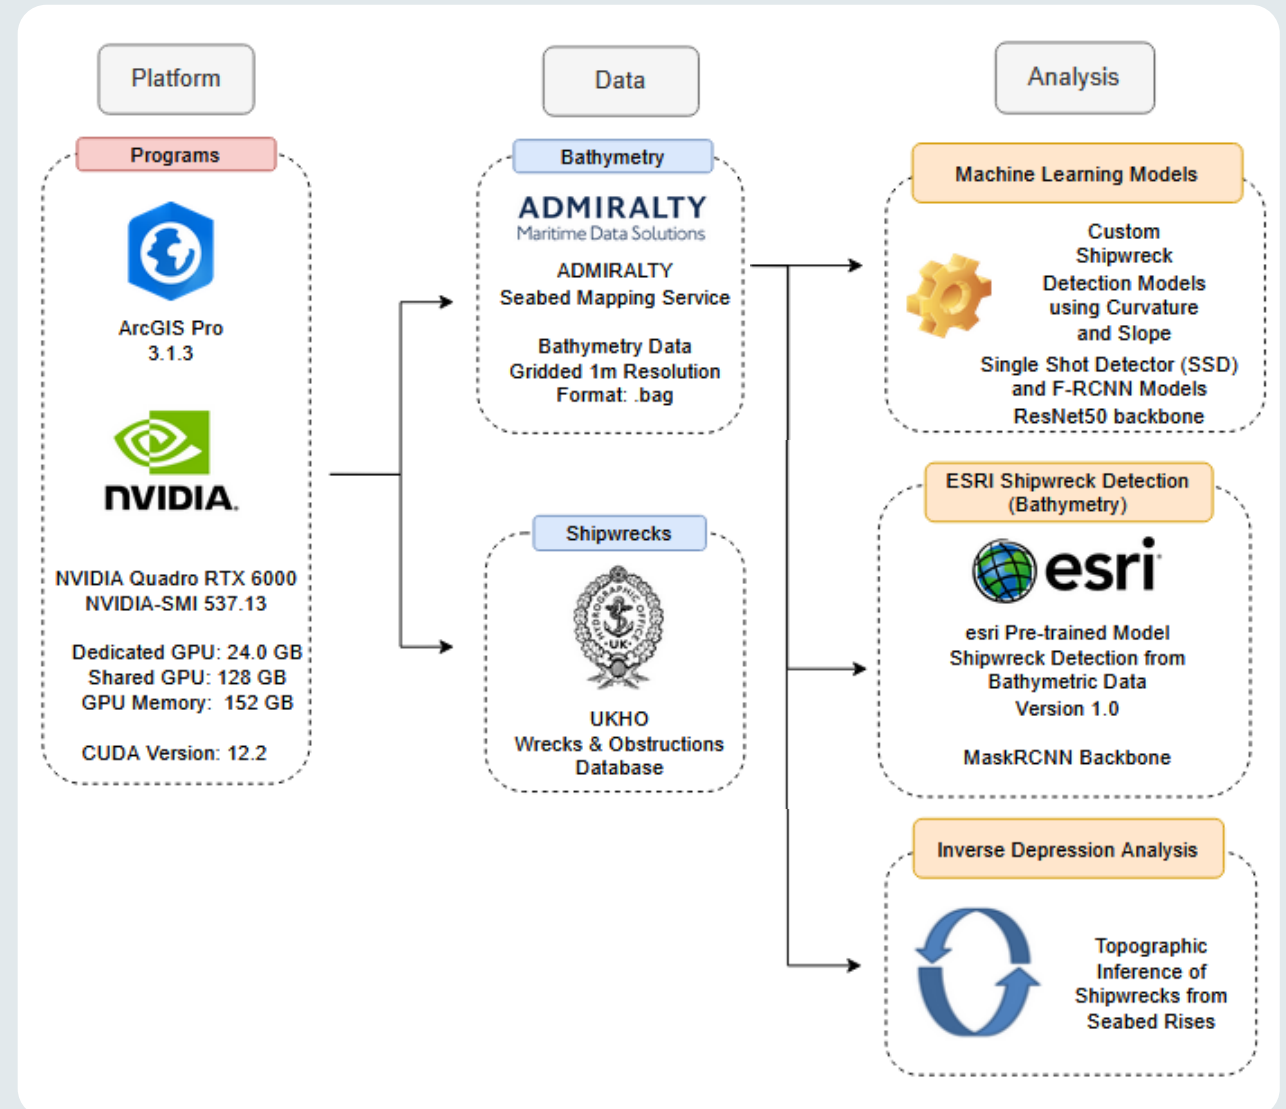 Platform
Programs
ArcGIS Pro
3.1.3
NVIDIA.
NVIDIA Quadro RTX 6000
NVIDIA-SMI 537.13
Dedicated GPU: 24.0 GB
Shared GPU: 128 GB
GPU Memory: 152 GB
CUDA Version: 12.2
Data
Bathymetry
ADMIRALTY
Maritime Data Solutions
ADMIRALTY
Seabed Mapping Service
Bathymetry Data
Gridded 1m Resolution
Format: .bag
Shipwrecks
HYDROGRAPHIC OFFICE
·UK·
UKHO
Wrecks & Obstructions
Database
Analysis
Machine Learning Models
Custom
Shipwreck
Detection Models
using Curvature
and Slope
Single Shot Detector (SSD)
and F-RCNN Models
ResNet50 backbone
ESRI Shipwreck Detection
(Bathymetry)
esri
esri Pre-trained Model
Shipwreck Detection from
Bathymetric Data
Version 1.0
MaskRCNN Backbone
Inverse Depression Analysis
Topographic
Inference of
Shipwrecks from
Seabed Rises